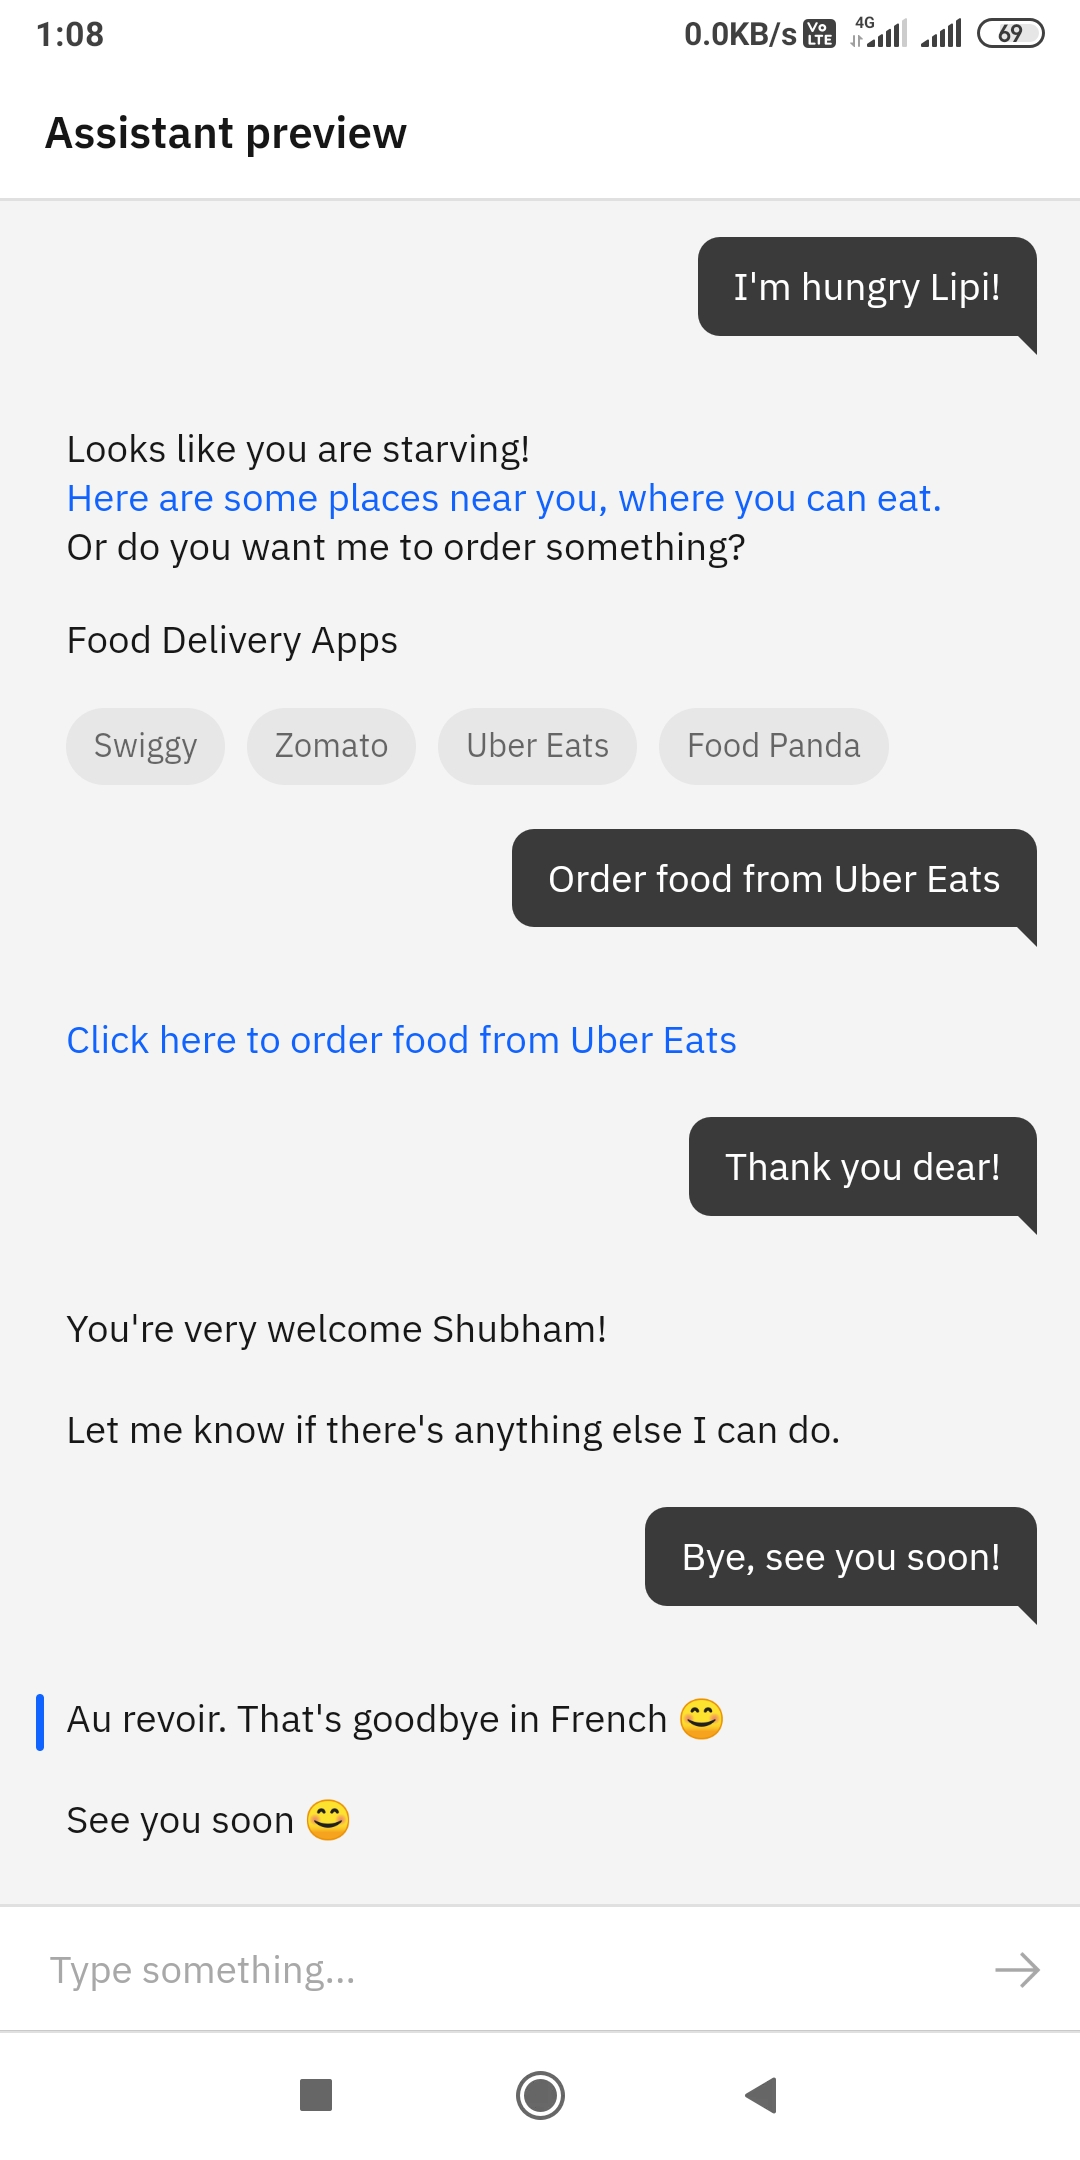 1:08
0.0KB/s Vo LTE 4G 69
Assistant preview
I'm hungry Lipi!
Looks like you are starving!
Here are some places near you, where you can eat.
Or do you want me to order something?
Food Delivery Apps
Swiggy Zomato Uber Eats Food Panda
Order food from Uber Eats
Click here to order food from Uber Eats
Thank you dear!
You're very welcome Shubham!
Let me know if there's anything else I can do.
Bye, see you soon!
Au revoir. That's goodbye in French 😊
See you soon 😊
Type something...